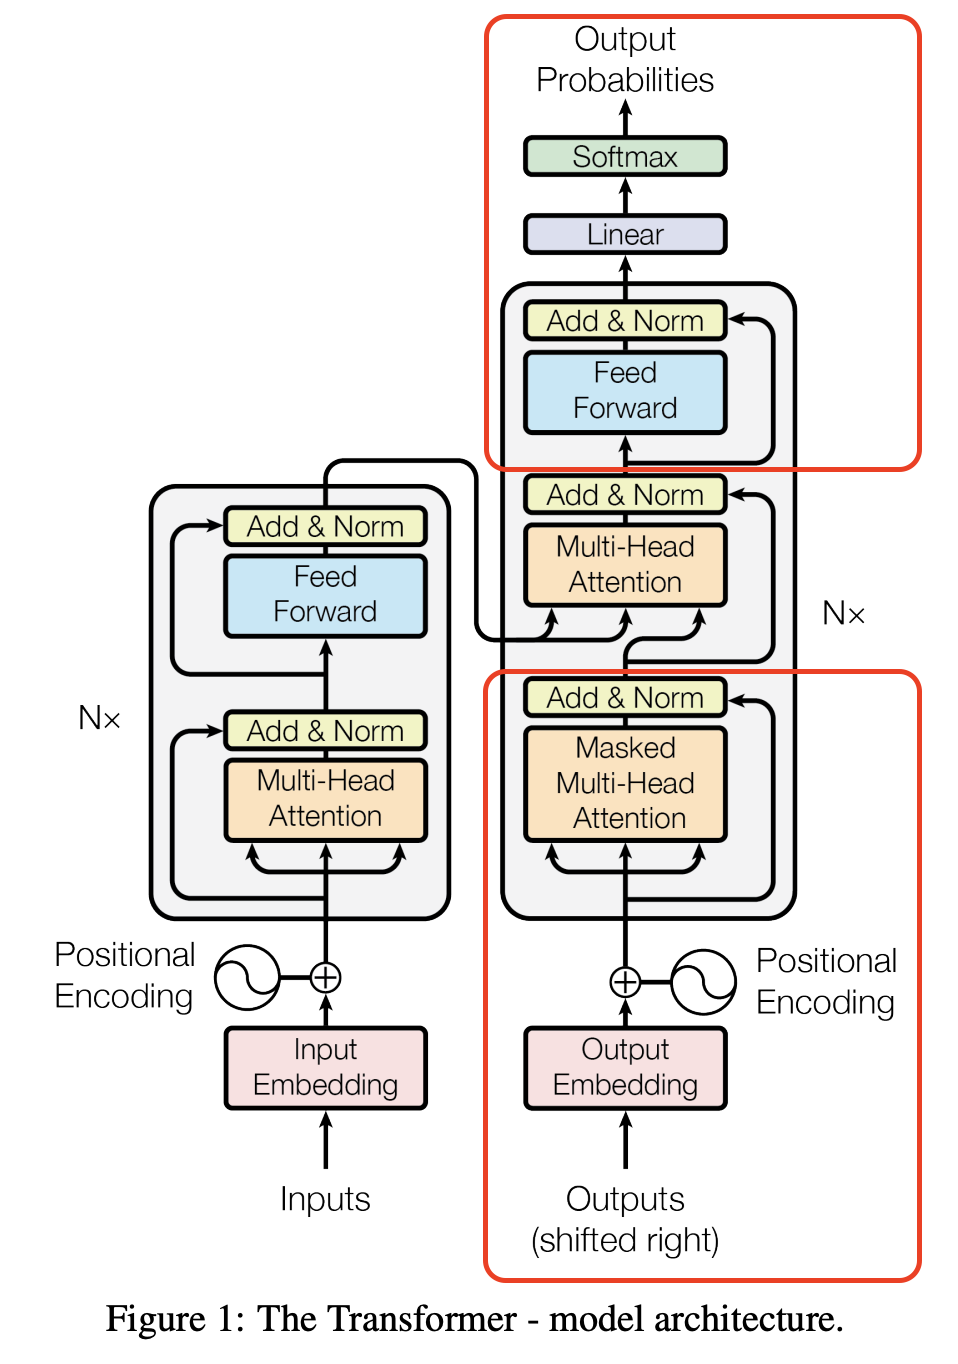 Output
Probabilities
Softmax
Linear
Add & Norm
Feed
Forward
Add & Norm
Multi-Head
Attention
Nx
Add & Norm
Masked
Multi-Head
Attention
Positional
Encoding
Output
Embedding
Outputs
(shifted right)
Add & Norm
Feed
Forward
Nx
Add & Norm
Multi-Head
Attention
Positional
Encoding
Input
Embedding
Inputs
Figure 1: The Transformer - model architecture.